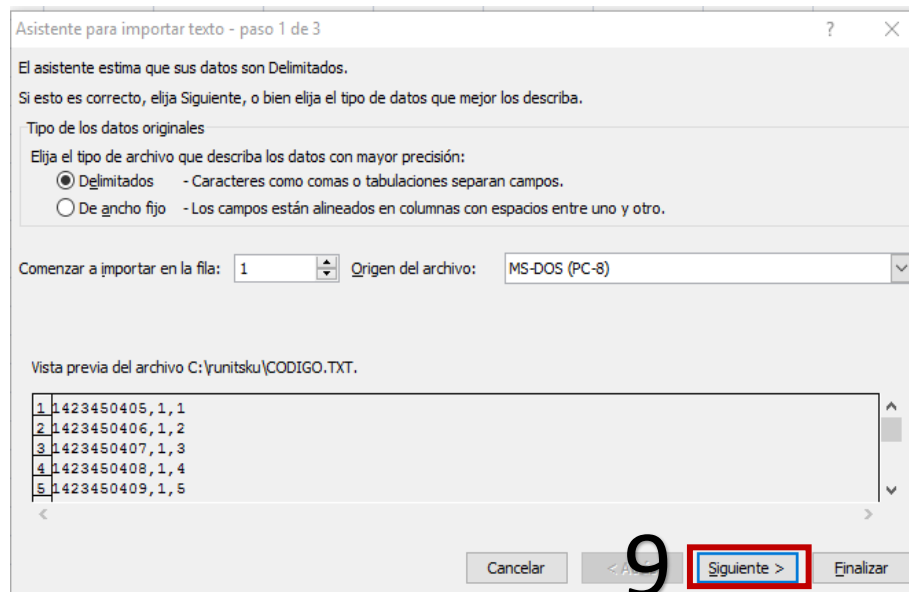 Asistente para importar texto - paso 1 de 3 ?
El asistente estima que sus datos son Delimitados.
Si esto es correcto, elija Siguiente, o bien elija el tipo de datos que mejor los describa.
Tipo de los datos originales
Elija el tipo de archivo que describa los datos con mayor precisión:
Delimitados - Caracteres como comas o tabulaciones separan campos.
De ancho fijo - Los campos están alineados en columnas con espacios entre uno y otro.
Comenzar a importar en la fila: 1 Origen del archivo: MS-DOS (PC-8)
Vista previa del archivo C:\runitsku\CODIGO.TXT.
1 1423450405,1,1
2 1423450406,1,2
3 1423450407,1,3
4 1423450408,1,4
5 1423450409,1,5
Cancelar < 9 Siguiente > Finalizar